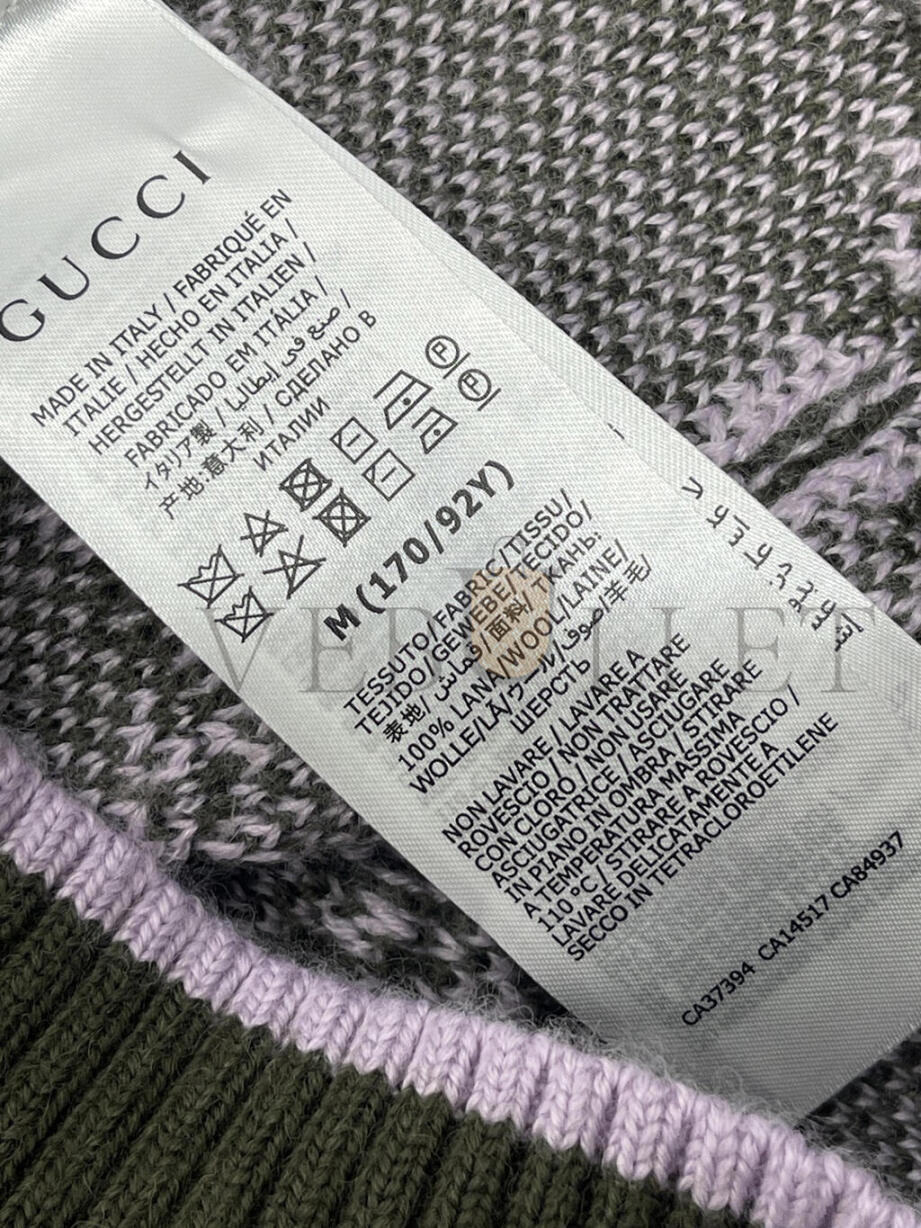 GUCCI
MADE IN ITALY / FABRIQUÉ EN
ITALIE / HECHO EN ITALIA /
HERGESTELLT IN ITALIEN /
FABRICADO EM ITÁLIA /
イタリア製 / صنع في إيطاليا /
产地:意大利 / СДЕЛАНО В
ИТАЛИИ
M (170/92Y)
TESSUTO/FABRIC/TISSU/
TEJIDO/GEWEBE/TECIDO/
表地/قماش/面料/ТКАНЬ:
100% LANA/WOOL/LAINE/
WOLLE/LÃ/ウール/صوف/羊毛/
ШЕРСТЬ
NON LAVARE / LAVARE A
ROVESCIO / NON TRATTARE
CON CLORO / NON USARE
ASCIUGATRICE / ASCIUGARE
IN PIANO IN OMBRA / STIRARE
A TEMPERATURA MASSIMA
110 °C / STIRARE A ROVESCIO /
LAVARE DELICATAMENTE A
SECCO IN TETRACLOROETILENE
CA37394 CA14517 CA84937